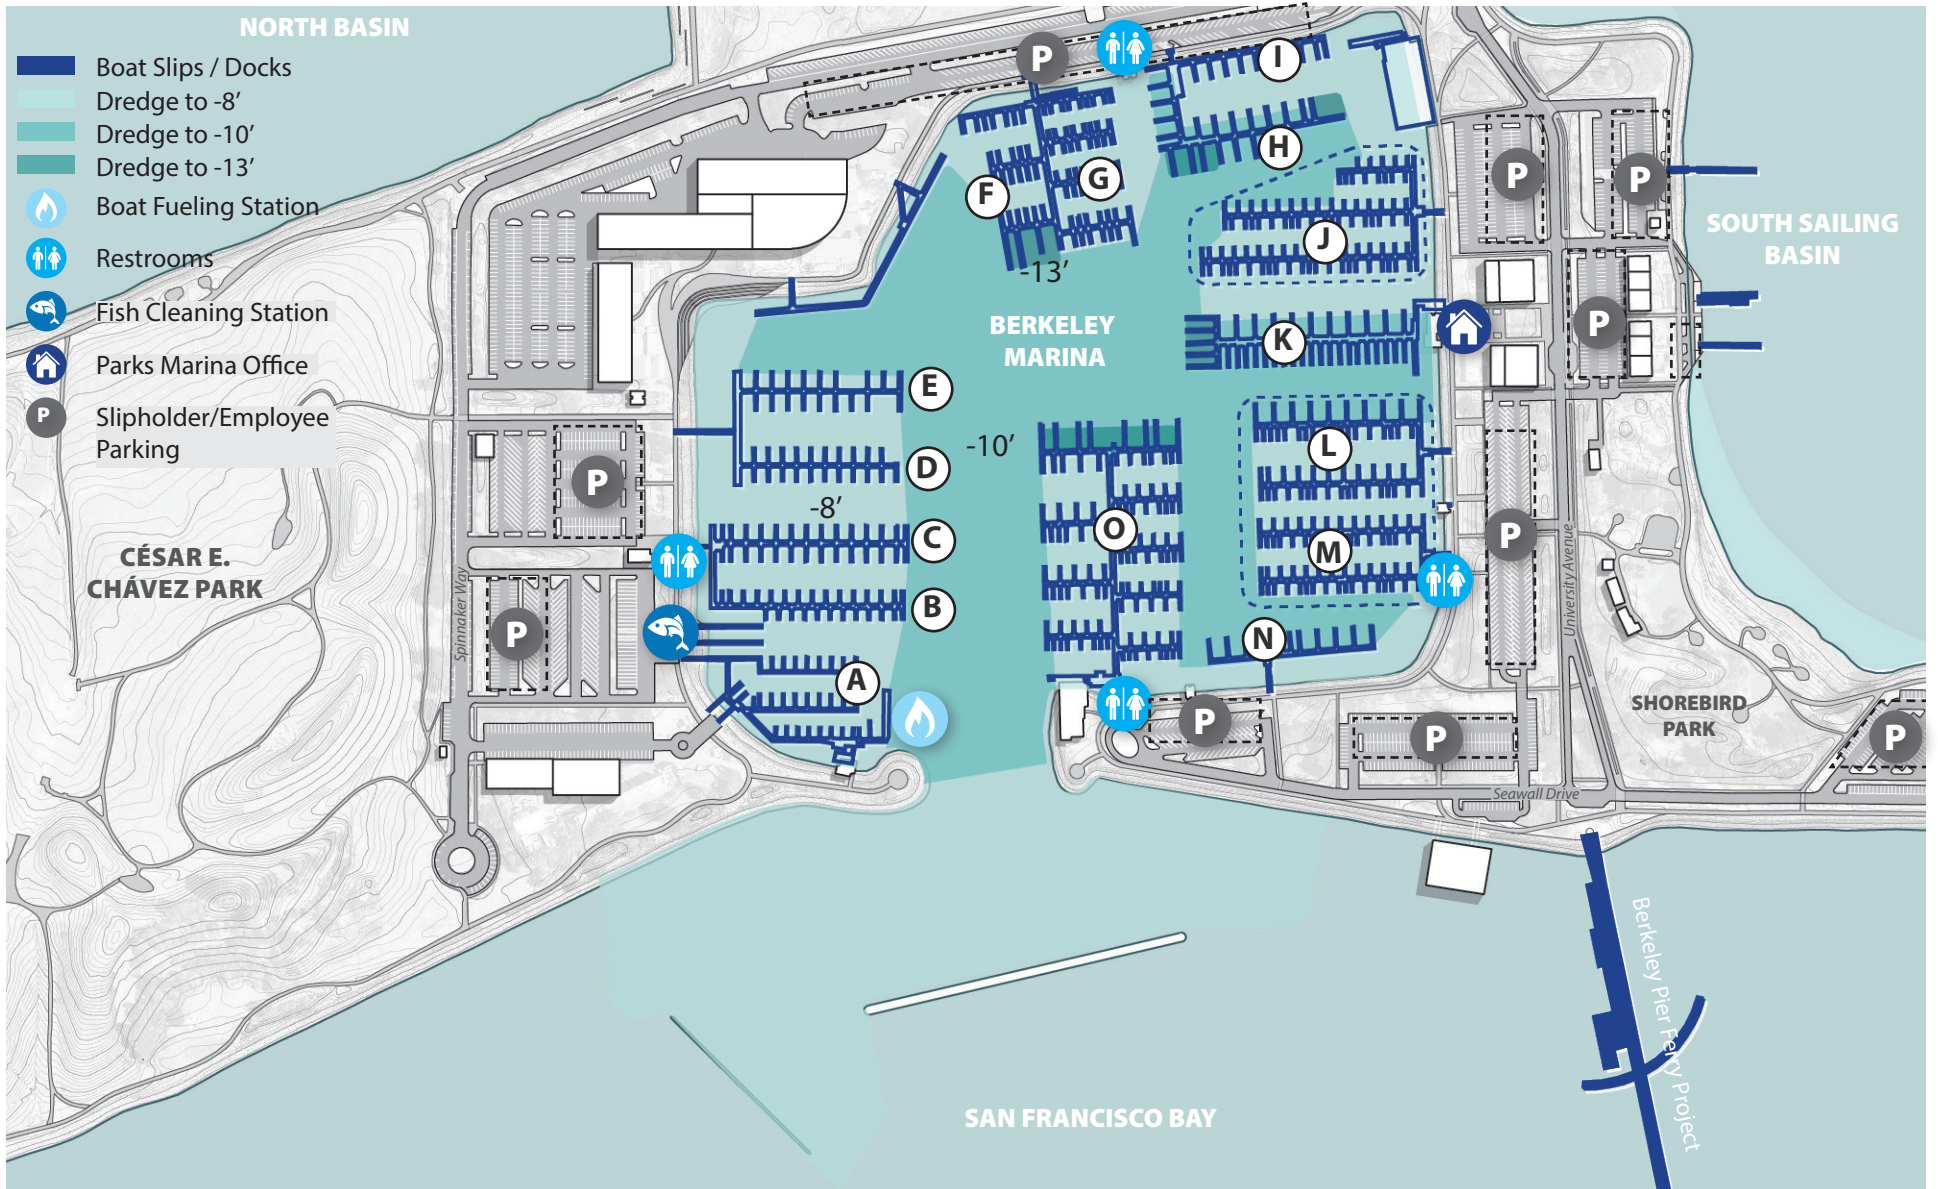 NORTH BASIN
Boat Slips / Docks
Dredge to -8’
Dredge to -10’
Dredge to -13’
Boat Fueling Station
Restrooms
Fish Cleaning Station
Parks Marina Office
P
Slipholder/Employee
Parking
P
I
H
P
P
F
G
SOUTH SAILING
BASIN
J
-13’
BERKELEY
MARINA
K
P
E
-10’
L
D
P
-8’
C
O
M
P
CÉSAR E.
CHÁVEZ PARK
Spinnaker Way
University Avenue
B
P
N
A
P
P
SHOREBIRD
PARK
P
Seawall Drive
Berkeley Pier Ferry Project
SAN FRANCISCO BAY